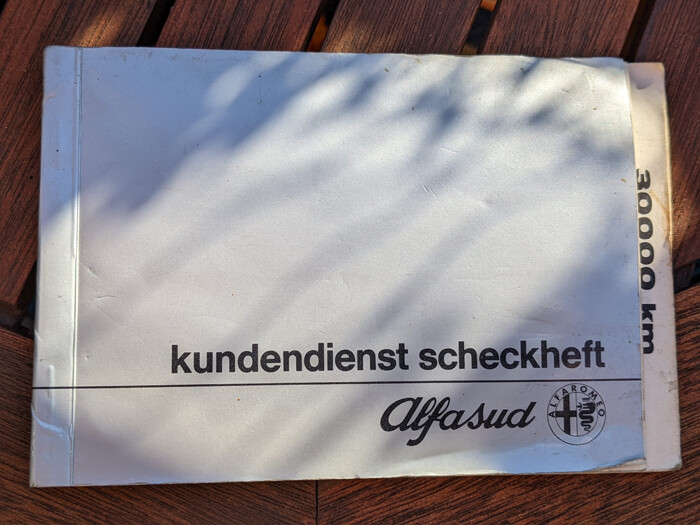 kundendienst scheckheft
alfasud
ALFA ROMEO
30000 km